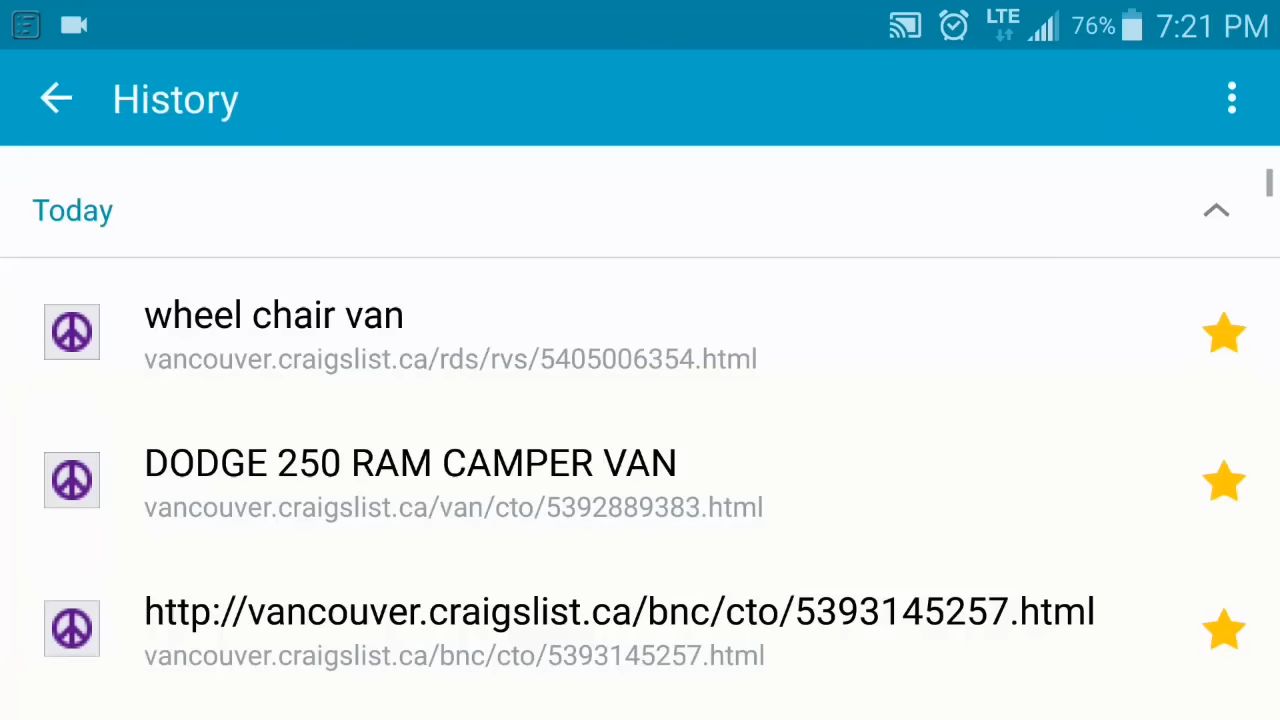 LTE 76% 7:21 PM
History
Today
wheel chair van
vancouver.craigslist.ca/rds/rvs/5405006354.html
DODGE 250 RAM CAMPER VAN
vancouver.craigslist.ca/van/cto/5392889383.html
http://vancouver.craigslist.ca/bnc/cto/5393145257.html
vancouver.craigslist.ca/bnc/cto/5393145257.html